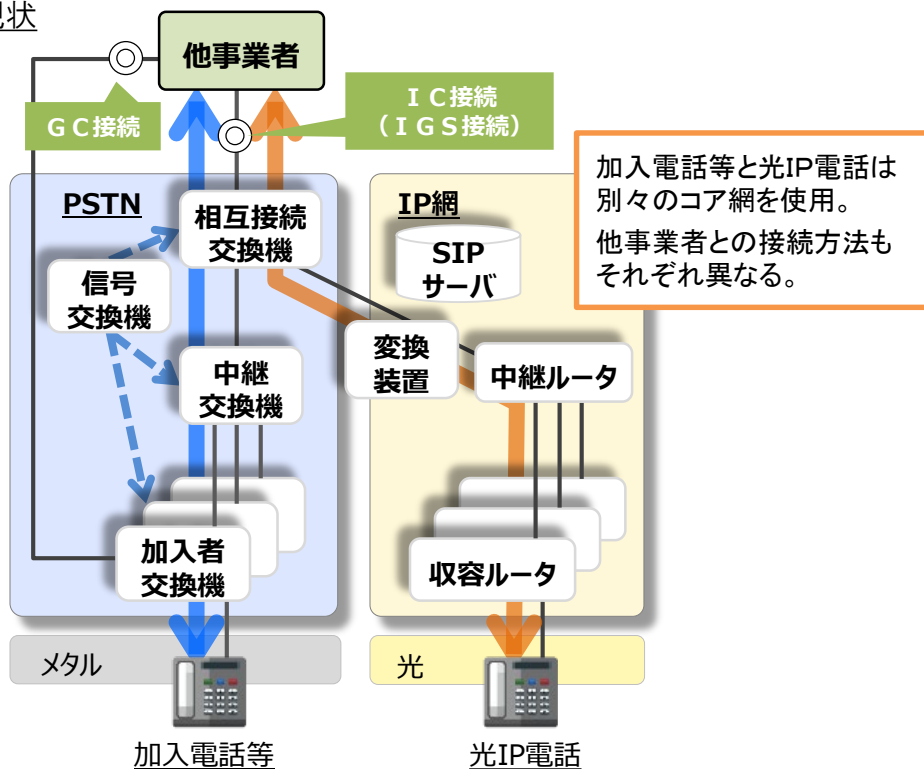 現状
他事業者
GC接続
IC接続
(IGS接続)
加入電話等と光IP電話は
別々のコア網を使用。
他事業者との接続方法も
それぞれ異なる。
PSTN
相互接続
交換機
信号
交換機
中継
交換機
加入者
交換機
IP網
SIP
サーバ
変換
装置
中継ルータ
収容ルータ
メタル
光
加入電話等
光IP電話